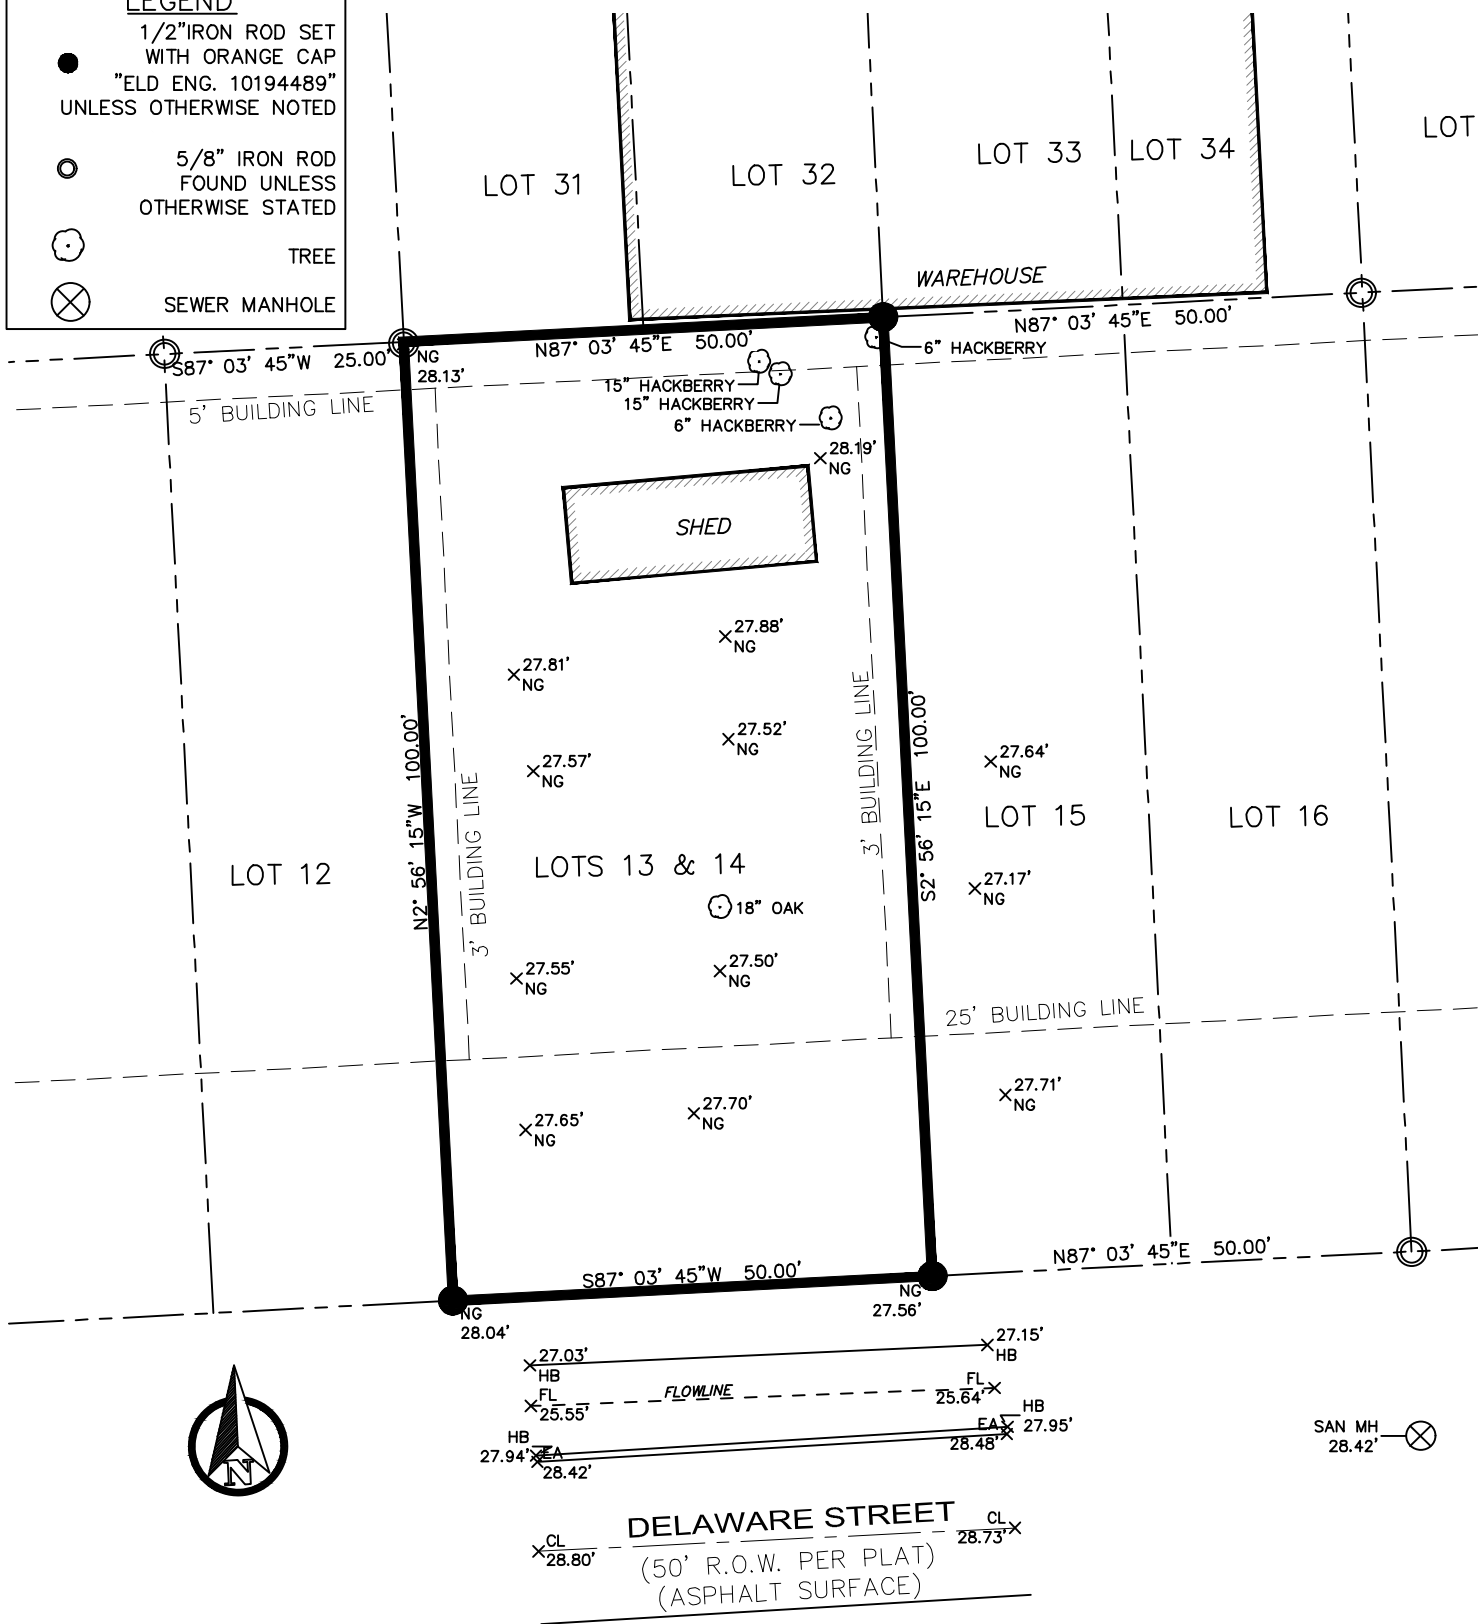 LEGEND
1/2"IRON ROD SET
WITH ORANGE CAP
"ELD ENG. 10194489"
UNLESS OTHERWISE NOTED
5/8" IRON ROD
FOUND UNLESS
OTHERWISE STATED
TREE
SEWER MANHOLE
LOT 31
LOT 32
LOT 33
LOT 34
LOT
WAREHOUSE
S87° 03' 45"W 25.00'
NG
28.13'
N87° 03' 45"E 50.00'
N87° 03' 45"E 50.00'
6" HACKBERRY
15" HACKBERRY
15" HACKBERRY
6" HACKBERRY
5' BUILDING LINE
28.19'
NG
SHED
27.88'
NG
27.81'
NG
27.52'
NG
27.57'
NG
27.64'
NG
N2° 56' 15"W 100.00'
3' BUILDING LINE
3' BUILDING LINE
S2° 56' 15"E 100.00'
LOT 12
LOTS 13 & 14
LOT 15
LOT 16
18" OAK
27.17'
NG
27.55'
NG
27.50'
NG
25' BUILDING LINE
27.65'
NG
27.70'
NG
27.71'
NG
S87° 03' 45"W 50.00'
N87° 03' 45"E 50.00'
NG
28.04'
NG
27.56'
27.03'
HB
27.15'
HB
FL
25.55'
FLOWLINE
FL
25.64'
HB
27.94'
EA
28.42'
EA
28.48'
HB
27.95'
SAN MH
28.42'
N
DELAWARE STREET
CL
28.80'
CL
28.73'
(50' R.O.W. PER PLAT)
(ASPHALT SURFACE)